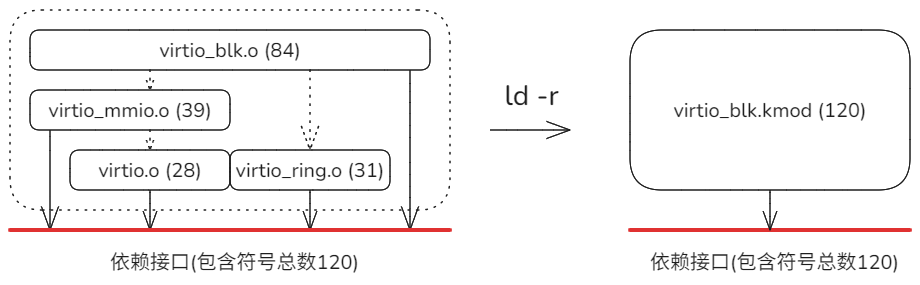 virtio_blk.o (84)
virtio_mmio.o (39)
virtio.o (28)
virtio_ring.o (31)
依赖接口(包含符号总数120)
ld -r
virtio_blk.kmod (120)
依赖接口(包含符号总数120)